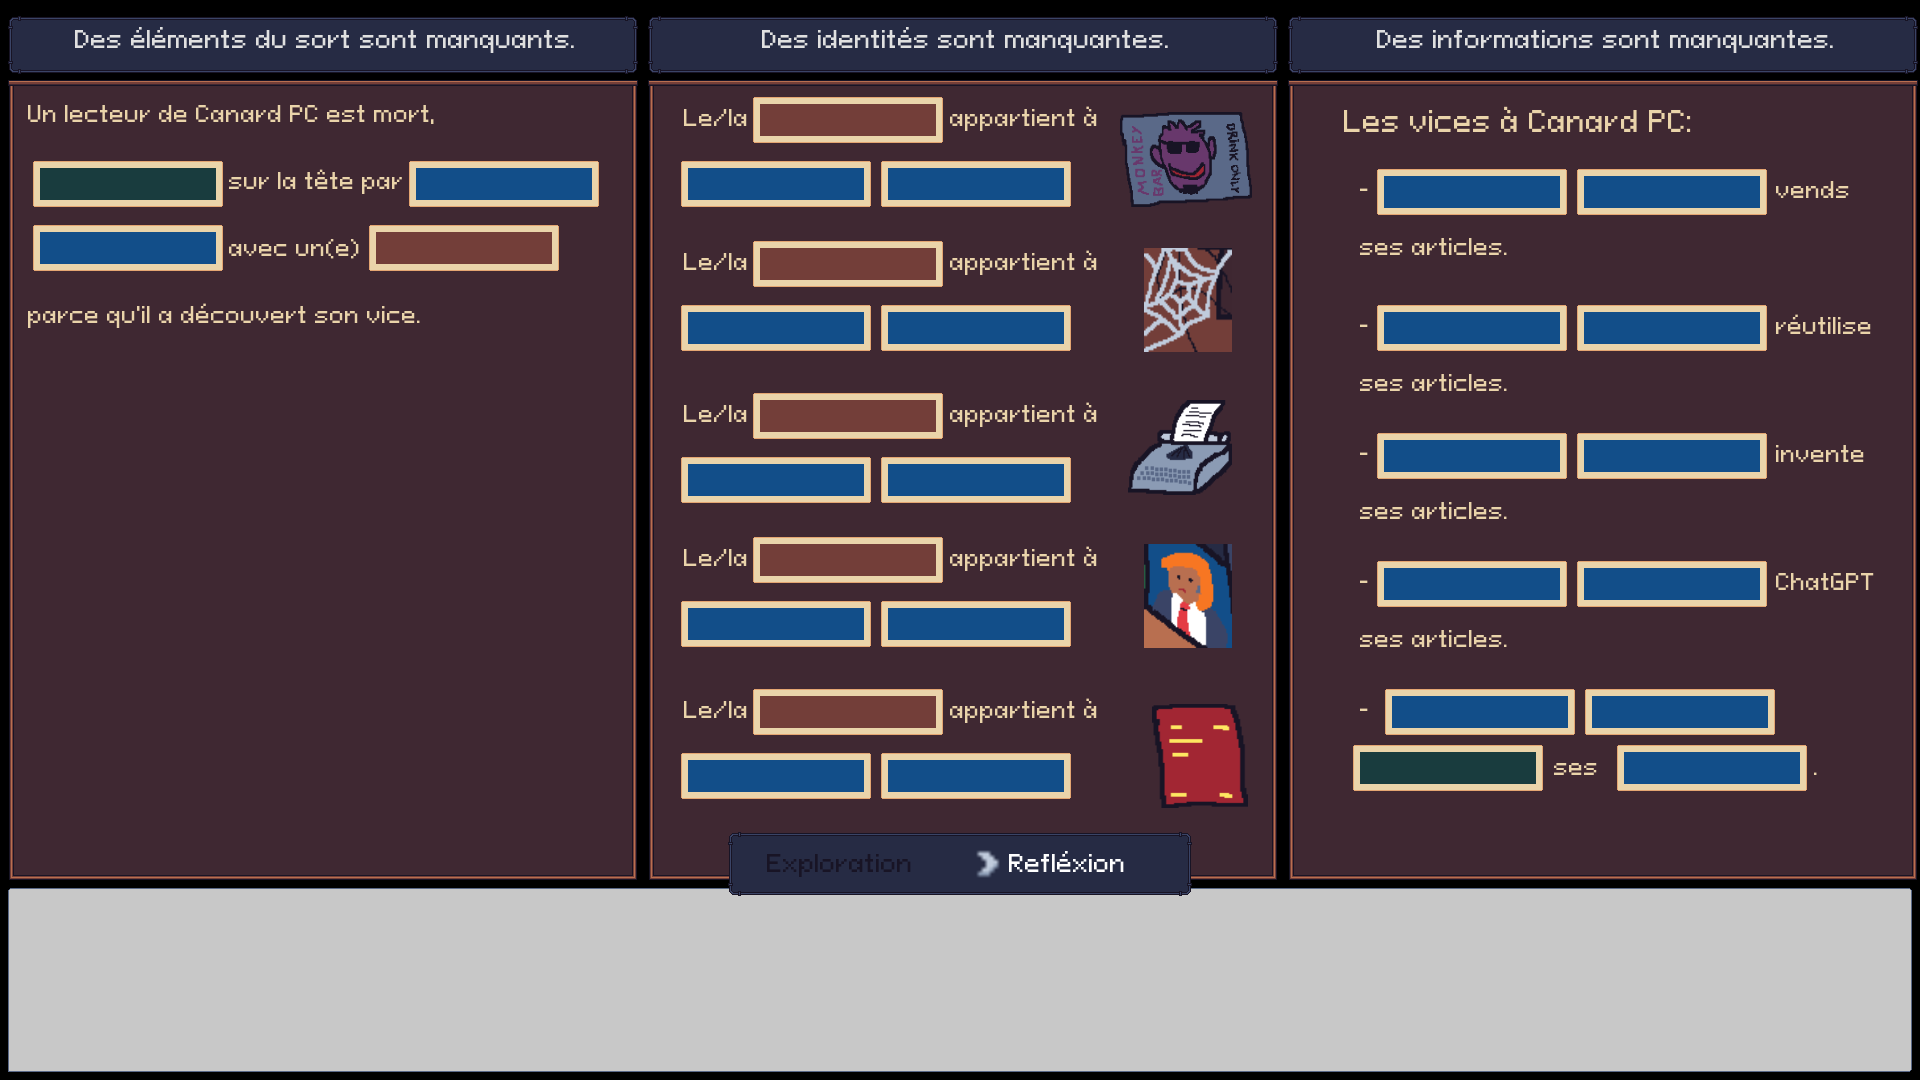 Des éléments du sort sont manquants.
Un lecteur de Canard PC est mort,
sur la tête par
avec un(e)
parce qu'il a découvert son vice.
Des identités sont manquantes.
Le/la appartient à
MONKEY BAR
DRINK ONLY
Le/la appartient à
Le/la appartient à
Le/la appartient à
Le/la appartient à
Des informations sont manquantes.
Les vices à Canard PC:
- vends
ses articles.
- réutilise
ses articles.
- invente
ses articles.
- ChatGPT
ses articles.
-
ses .
Exploration Refléxion